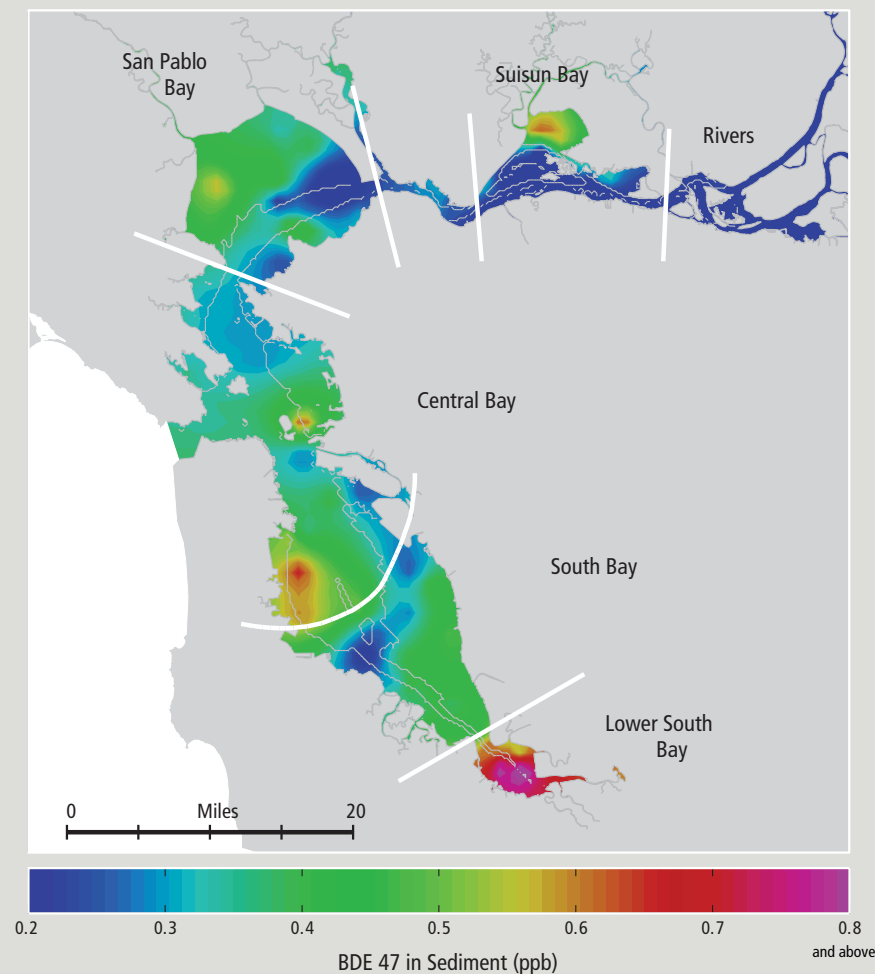 San Pablo
Bay
Suisun Bay
Rivers
Central Bay
South Bay
Lower South
Bay
0 Miles 20
0.2 0.3 0.4 0.5 0.6 0.7 0.8
and above
BDE 47 in Sediment (ppb)